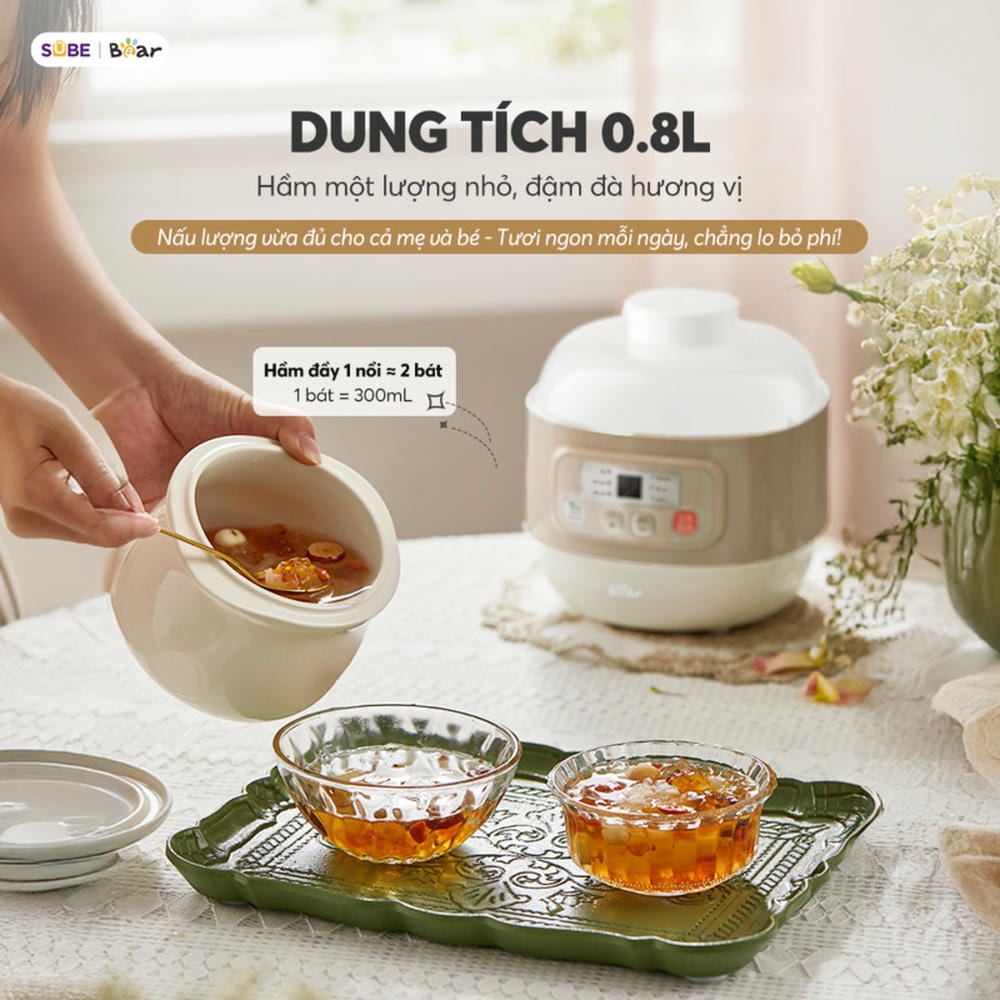 SUBE | Bear
DUNG TÍCH 0.8L
Hầm một lượng nhỏ, đậm đà hương vị
Nấu lượng vừa đủ cho cả mẹ và bé - Tươi ngon mỗi ngày, chẳng lo bỏ phí!
Hầm đầy 1 nồi ≈ 2 bát
1 bát = 300mL
Bear